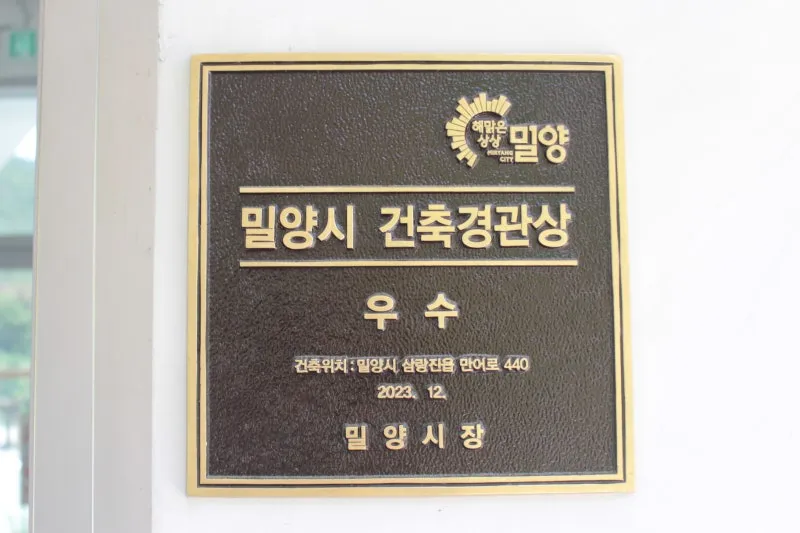 해맑은
상상
MIRYANG
CITY
밀양
밀양시 건축경관상
우 수
건축위치 : 밀양시 삼랑진읍 만어로 440
2023. 12.
밀 양 시 장